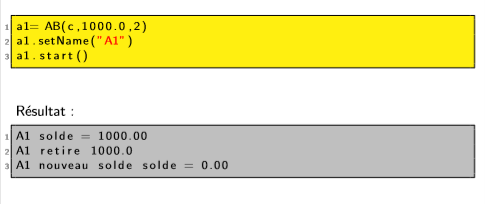 1 a1= AB(c,1000.0,2)
2 a1.setName("A1")
3 a1.start()
Résultat :
1 A1 solde = 1000.00
2 A1 retire 1000.0
3 A1 nouveau solde solde = 0.00